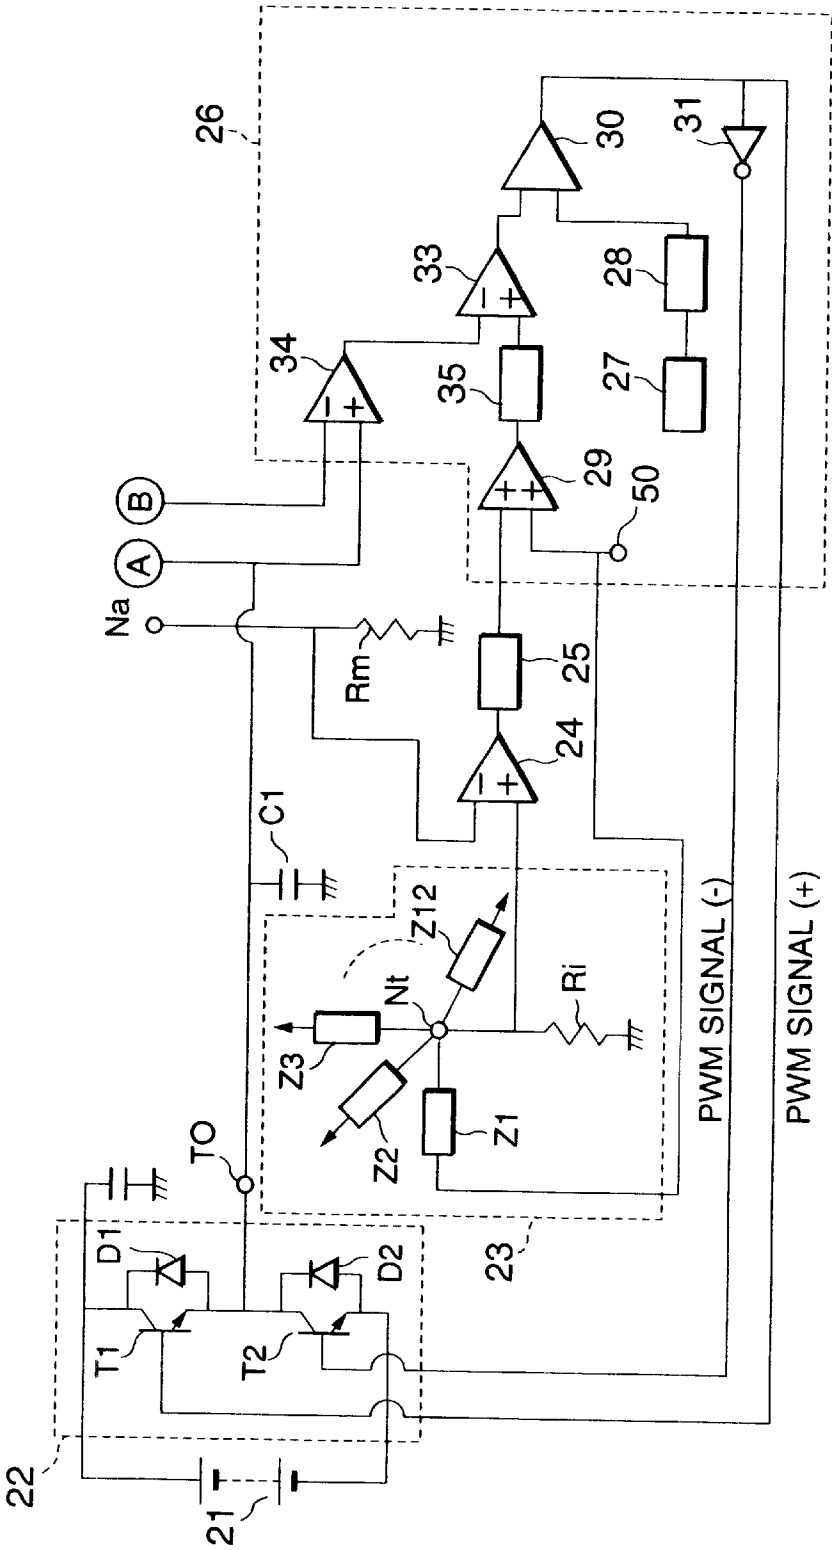 22
21
T1
D1
T2
D2
TO
23
Z1
Z2
Z3
Nt
Z12
Ri
C1
Na
Rm
A
B
24
25
26
−
+
29
+
+
50
34
−
+
35
33
−
+
27
28
30
31
PWM SIGNAL (-)
PWM SIGNAL (+)